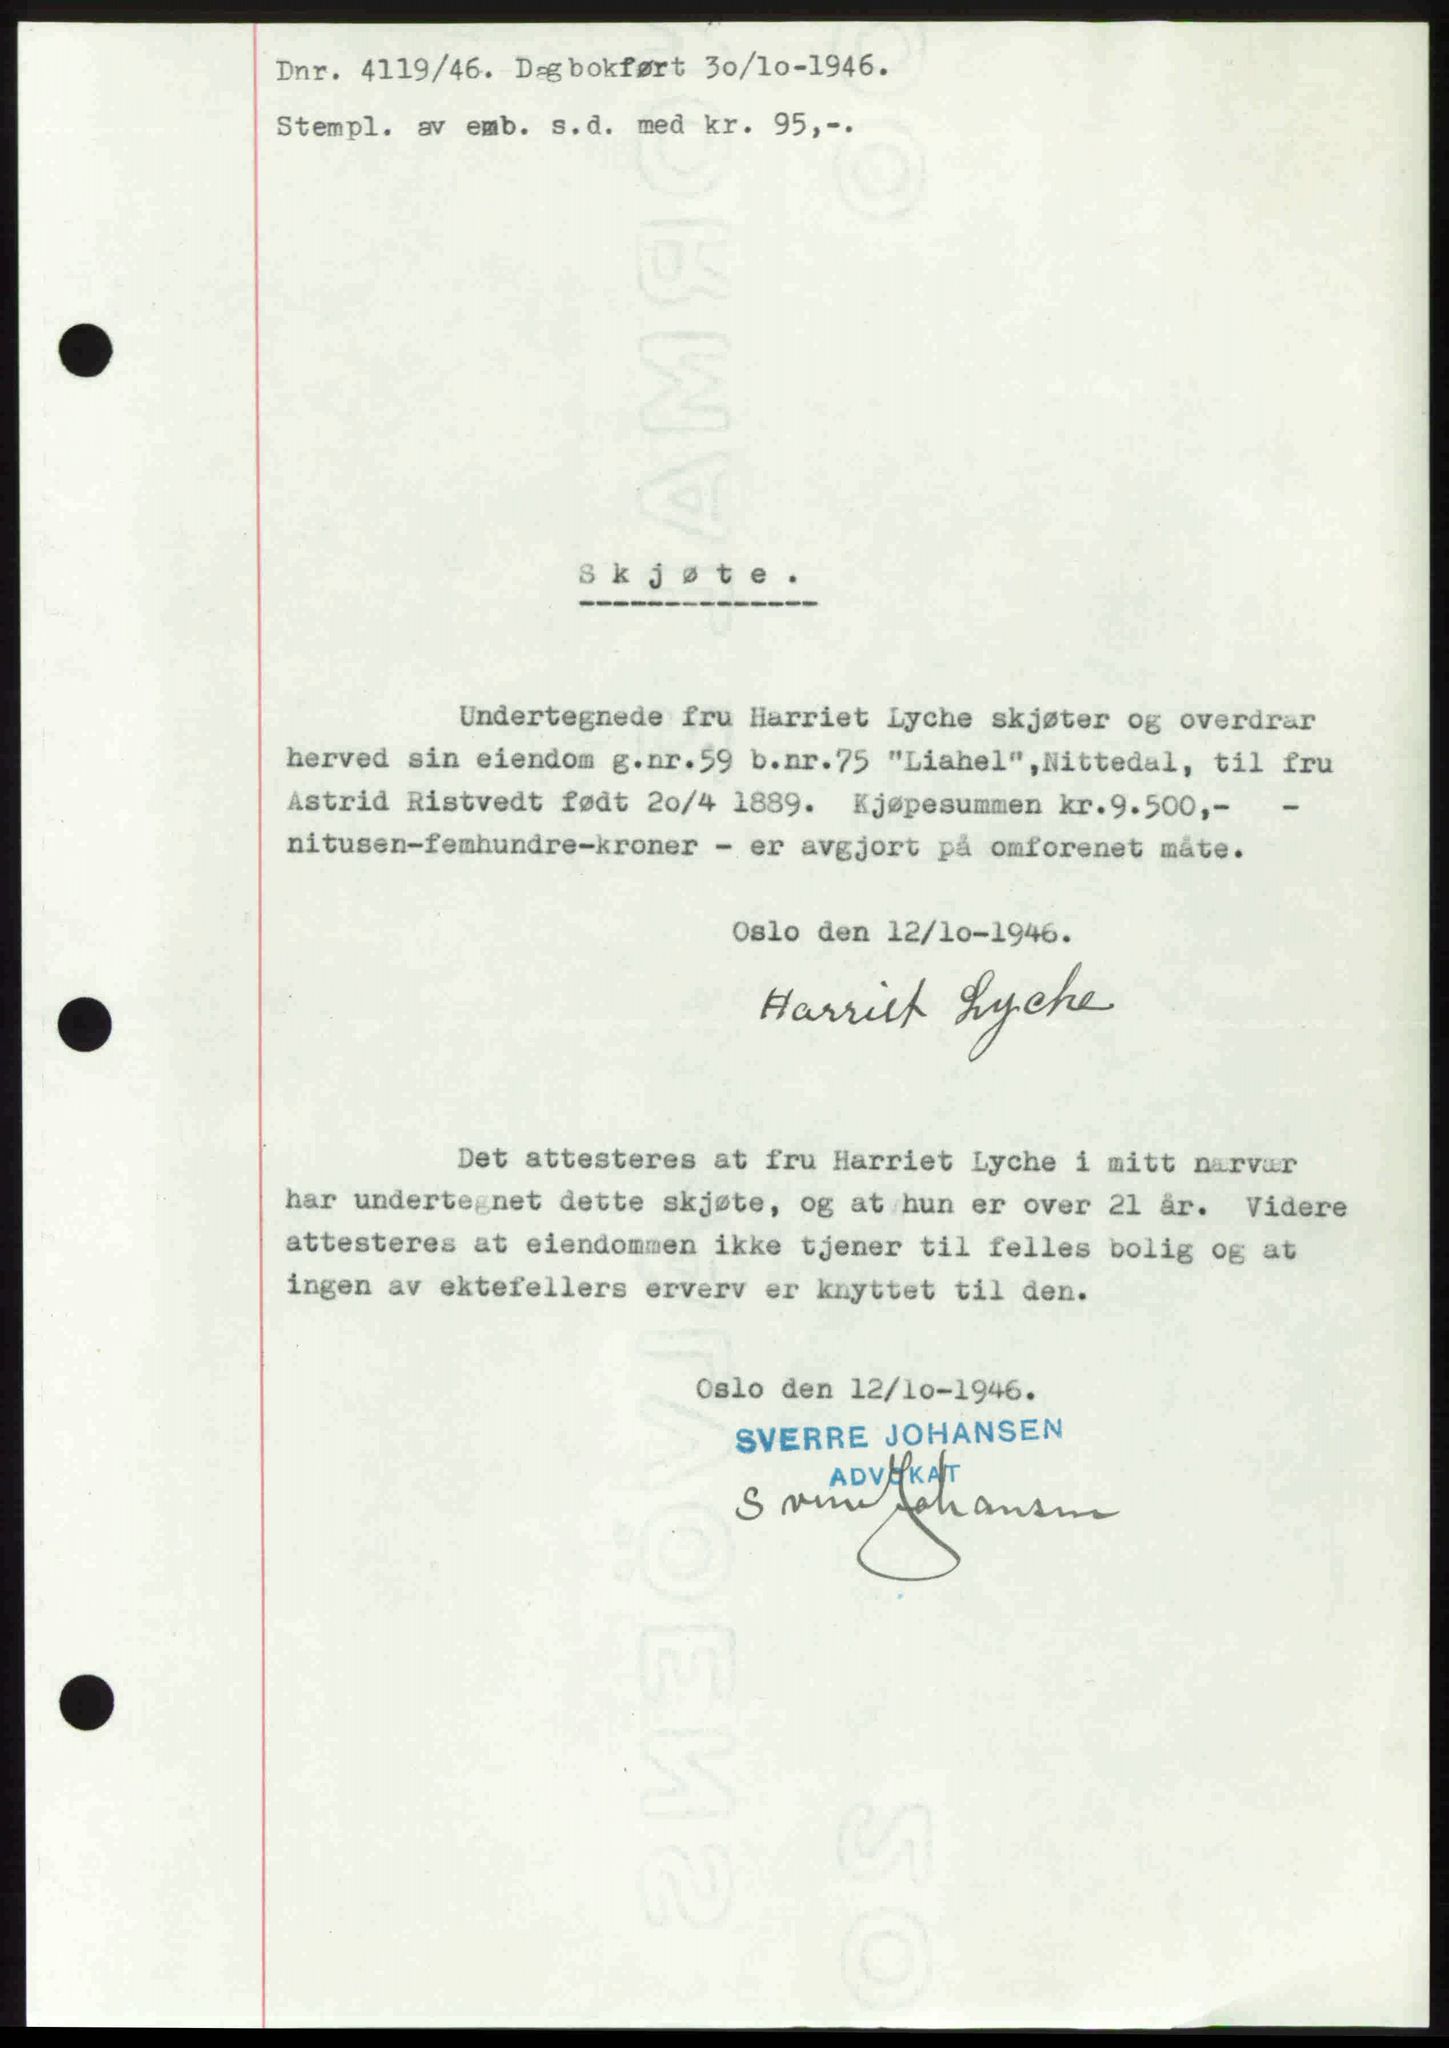 Dnr. 4119/46. Dagbokført 30/10-1946.
Stempl. av emb. s.d. med kr. 95,-.
Skjøte.
Undertegnede fru Harriet Lyche skjøter og overdrar
herved sin eiendom g.nr.59 b.nr.75 "Liahel",Nittedal, til fru
Astrid Ristvedt født 20/4 1889. Kjøpesummen kr.9.500,- -
nitusen-femhundre-kroner - er avgjort på omforenet måte.
Oslo den 12/10-1946.
Harriet Lyche
Det attesteres at fru Harriet Lyche i mitt nærvær
har undertegnet dette skjøte, og at hun er over 21 år. Videre
attesteres at eiendommen ikke tjener til felles bolig og at
ingen av ektefellers erverv er knyttet til den.
Oslo den 12/10-1946.
SVERRE JOHANSEN
ADVOKAT
Sverre Johansen